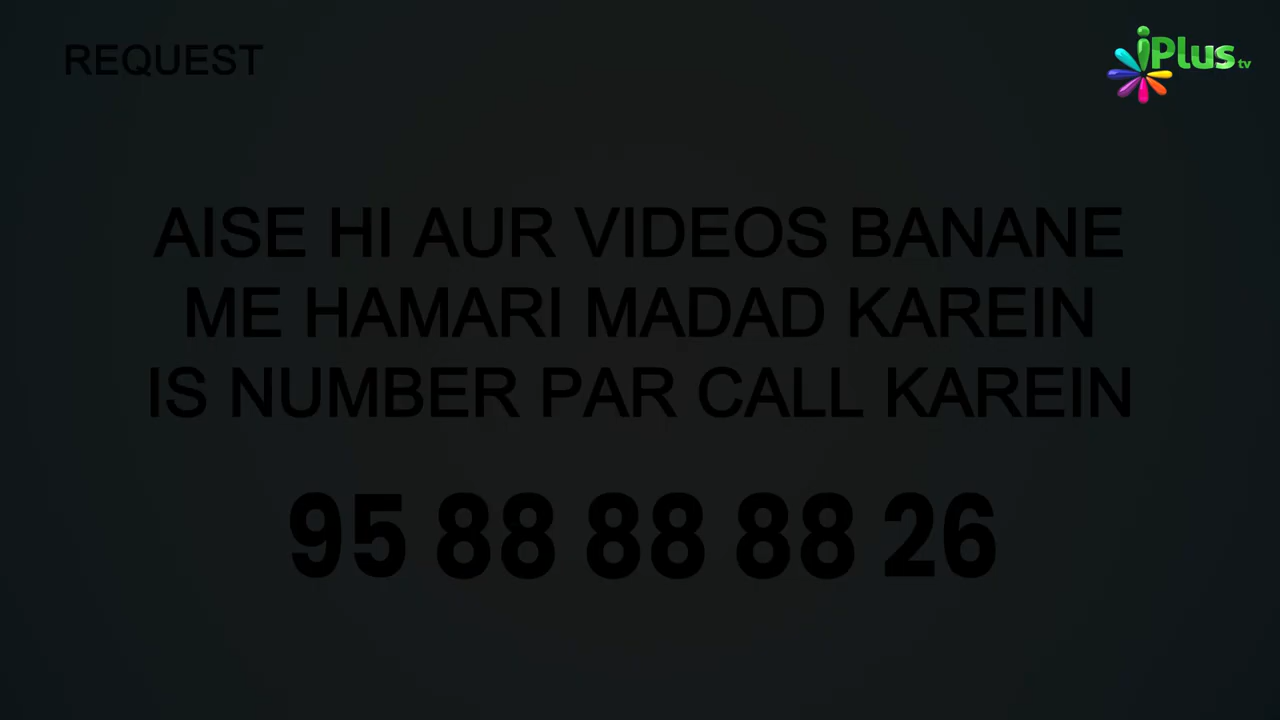 REQUEST
iPlus tv
AISE HI AUR VIDEOS BANANE
ME HAMARI MADAD KAREIN
IS NUMBER PAR CALL KAREIN
95 88 88 88 26